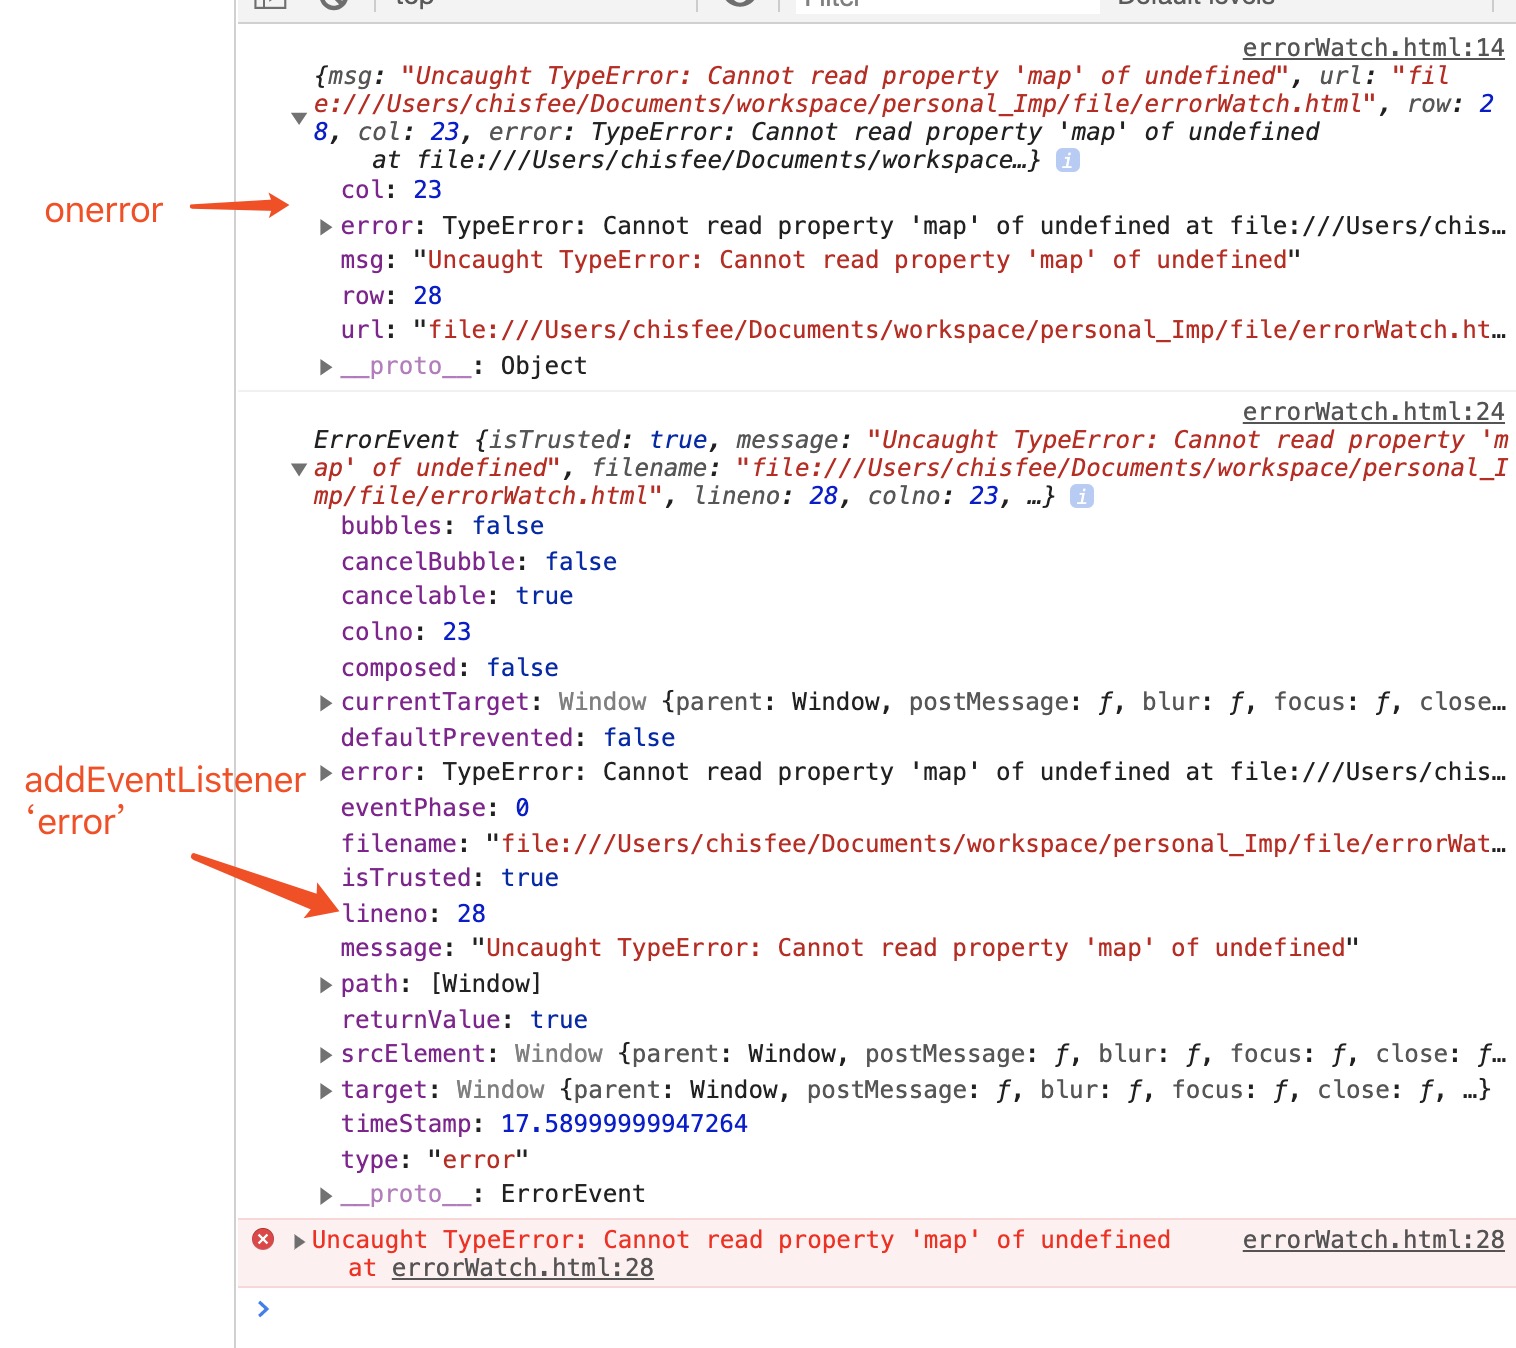 top Filter Default levels
errorWatch.html:14
{msg: "Uncaught TypeError: Cannot read property 'map' of undefined", url: "fil
e:///Users/chisfee/Documents/workspace/personal_Imp/file/errorWatch.html", row: 2
8, col: 23, error: TypeError: Cannot read property 'map' of undefined
at file:///Users/chisfee/Documents/workspace…} i
col: 23
onerror
error: TypeError: Cannot read property 'map' of undefined at file:///Users/chis…
msg: "Uncaught TypeError: Cannot read property 'map' of undefined"
row: 28
url: "file:///Users/chisfee/Documents/workspace/personal_Imp/file/errorWatch.ht…
__proto__: Object
errorWatch.html:24
ErrorEvent {isTrusted: true, message: "Uncaught TypeError: Cannot read property 'm
ap' of undefined", filename: "file:///Users/chisfee/Documents/workspace/personal_I
mp/file/errorWatch.html", lineno: 28, colno: 23, …} i
bubbles: false
cancelBubble: false
cancelable: true
colno: 23
composed: false
currentTarget: Window {parent: Window, postMessage: ƒ, blur: ƒ, focus: ƒ, close…
defaultPrevented: false
addEventListener
‘error’
error: TypeError: Cannot read property 'map' of undefined at file:///Users/chis…
eventPhase: 0
filename: "file:///Users/chisfee/Documents/workspace/personal_Imp/file/errorWat…
isTrusted: true
lineno: 28
message: "Uncaught TypeError: Cannot read property 'map' of undefined"
path: [Window]
returnValue: true
srcElement: Window {parent: Window, postMessage: ƒ, blur: ƒ, focus: ƒ, close: ƒ…
target: Window {parent: Window, postMessage: ƒ, blur: ƒ, focus: ƒ, close: ƒ, …}
timeStamp: 17.58999999947264
type: "error"
__proto__: ErrorEvent
Uncaught TypeError: Cannot read property 'map' of undefined errorWatch.html:28
at errorWatch.html:28